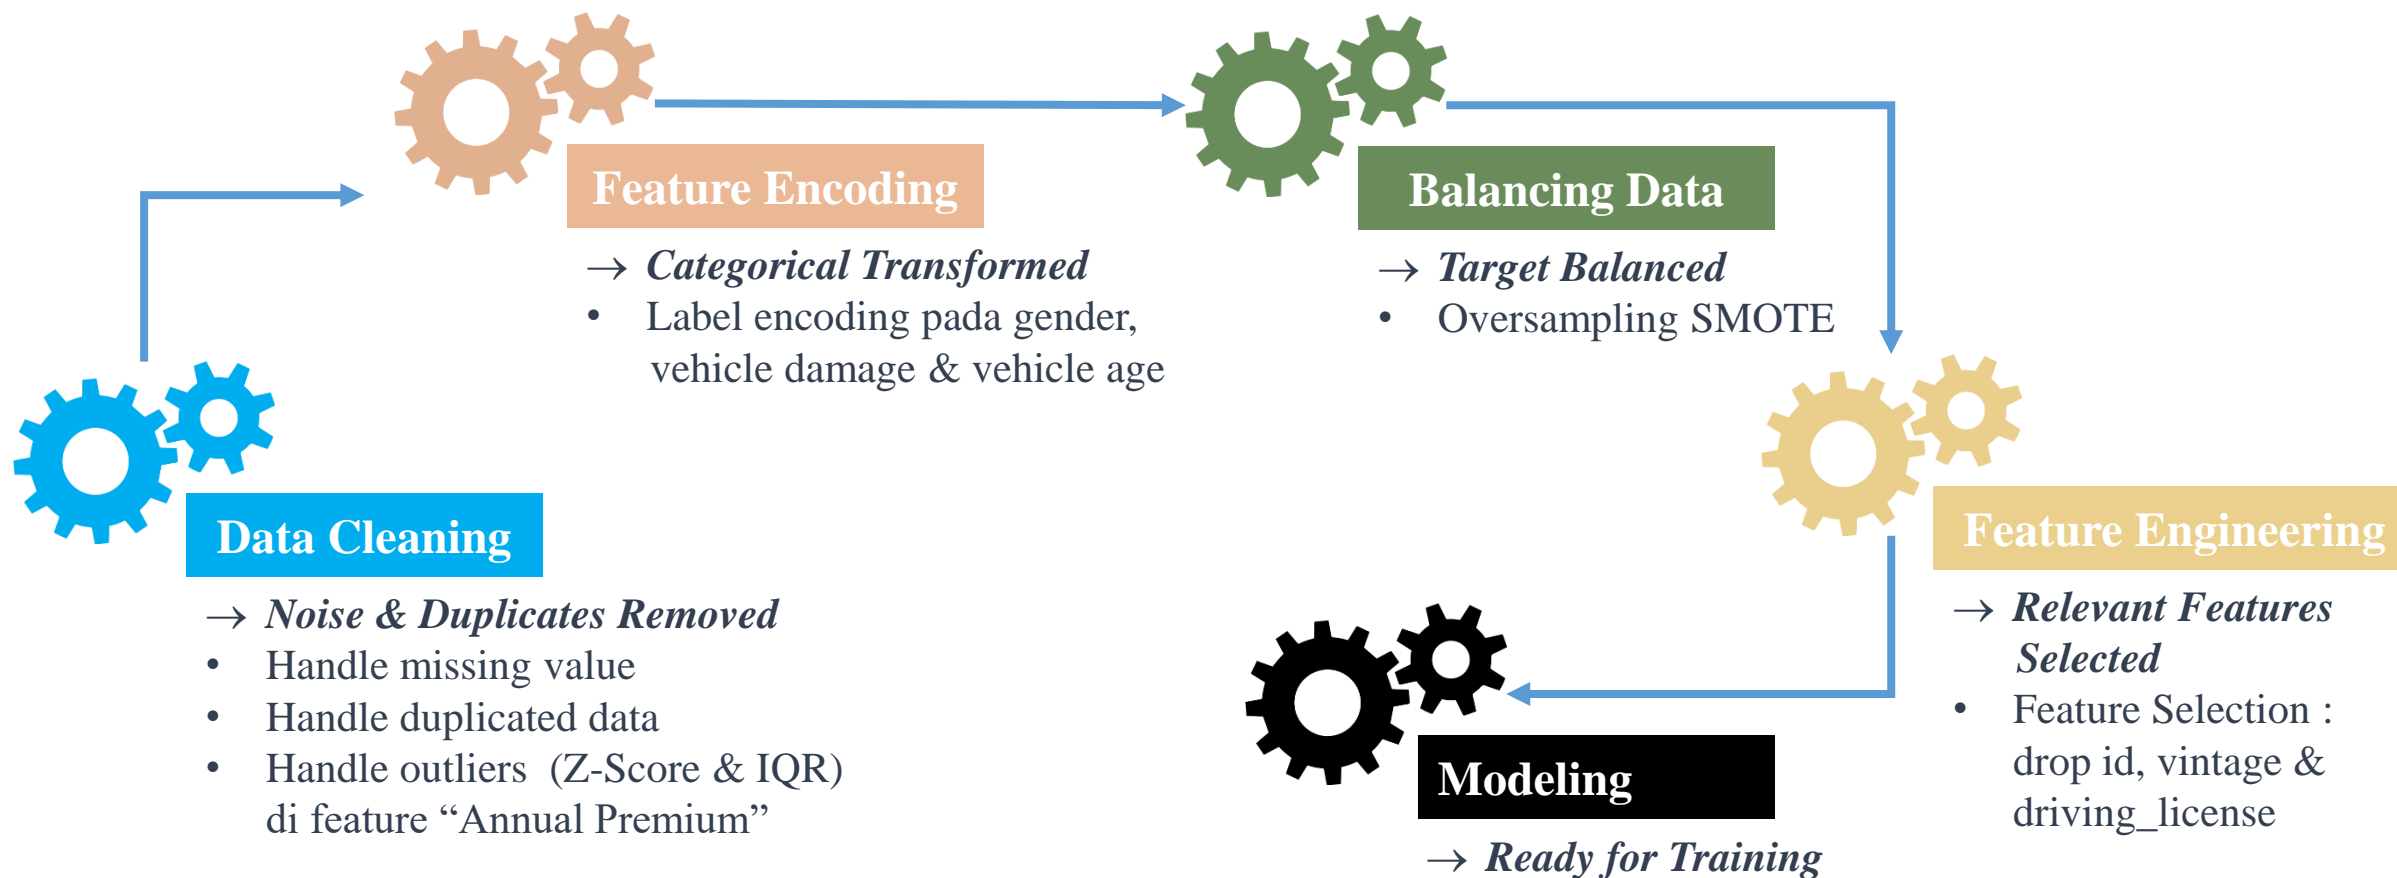 Feature Encoding
→ Categorical Transformed
• Label encoding pada gender,
vehicle damage & vehicle age
Balancing Data
→ Target Balanced
• Oversampling SMOTE
Data Cleaning
→ Noise & Duplicates Removed
• Handle missing value
• Handle duplicated data
• Handle outliers (Z-Score & IQR)
di feature “Annual Premium”
Feature Engineering
→ Relevant Features
Selected
• Feature Selection :
drop id, vintage &
driving_license
Modeling
→ Ready for Training